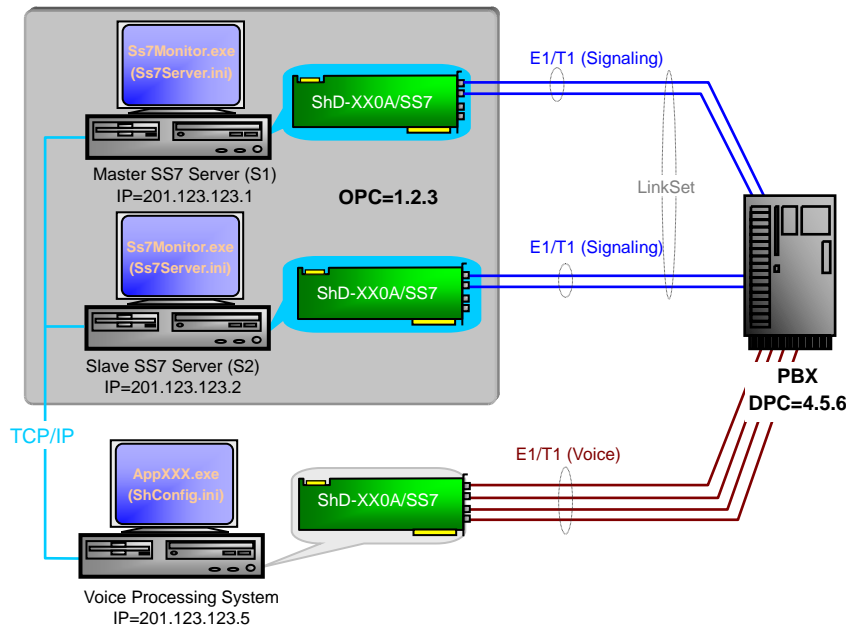 Ss7Monitor.exe
(Ss7Server.ini)
ShD-XX0A/SS7
E1/T1 (Signaling)
Master SS7 Server (S1)
IP=201.123.123.1
OPC=1.2.3
LinkSet
Ss7Monitor.exe
(Ss7Server.ini)
ShD-XX0A/SS7
E1/T1 (Signaling)
Slave SS7 Server (S2)
IP=201.123.123.2
PBX
DPC=4.5.6
TCP/IP
AppXXX.exe
(ShConfig.ini)
ShD-XX0A/SS7
E1/T1 (Voice)
Voice Processing System
IP=201.123.123.5